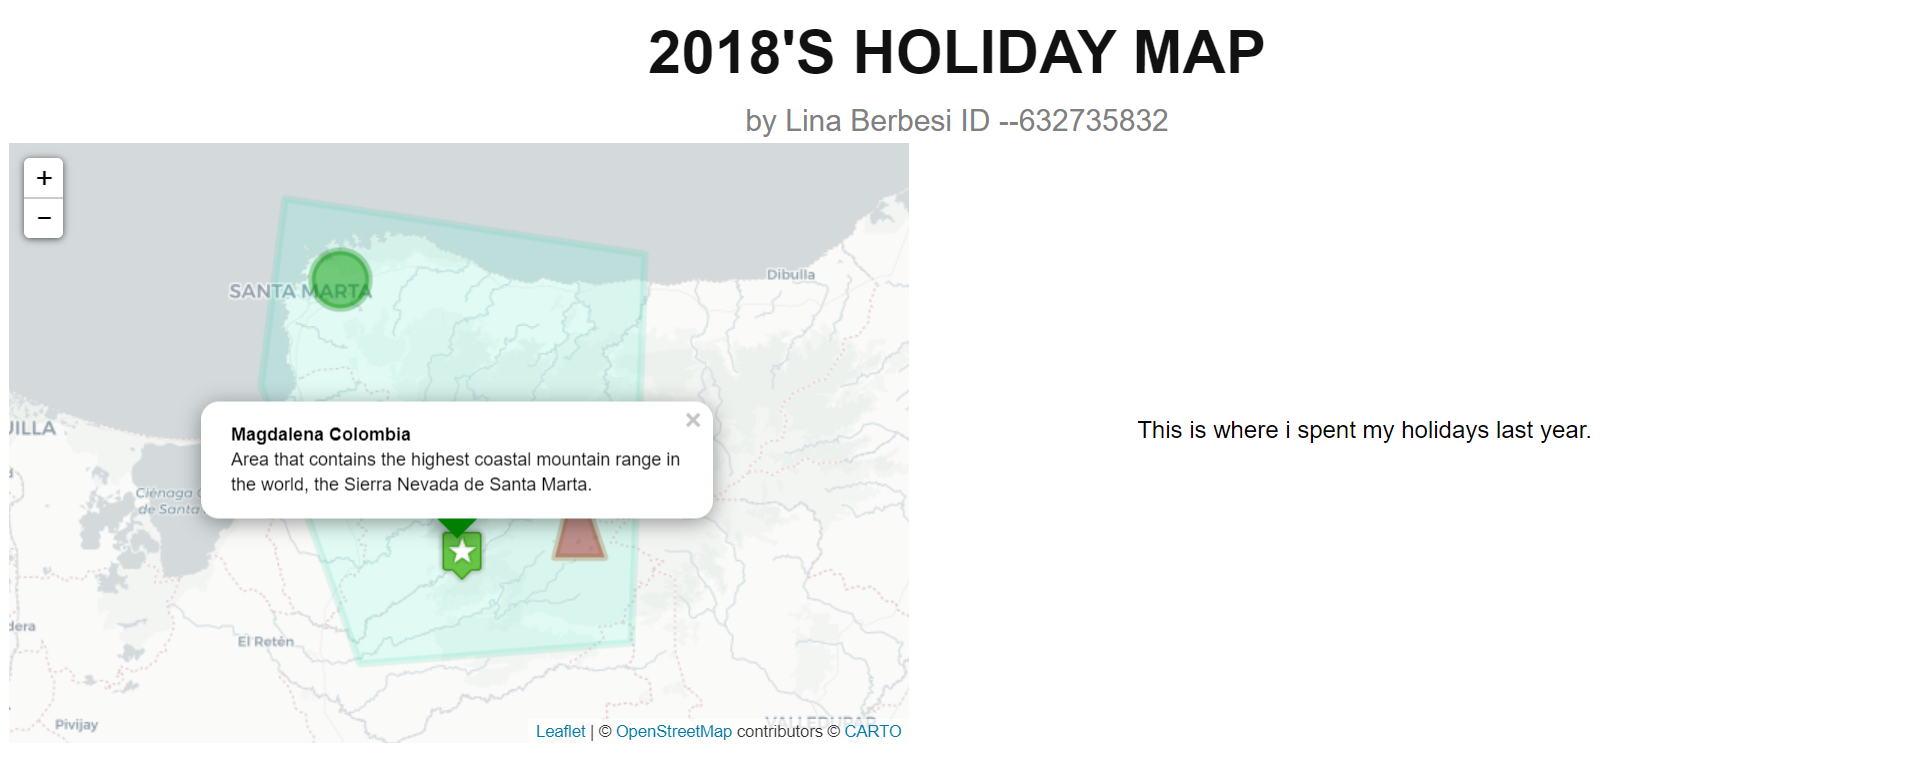 2018'S HOLIDAY MAP
by Lina Berbesi ID --632735832
+
−
SANTA MARTA
Dibulla
JILLA
×
Magdalena Colombia
Area that contains the highest coastal mountain range in
the world, the Sierra Nevada de Santa Marta.
Ciénaga
de Santa
This is where i spent my holidays last year.
dera
El Retén
Pivijay
VALLEDUPAR
Leaflet | © OpenStreetMap contributors © CARTO